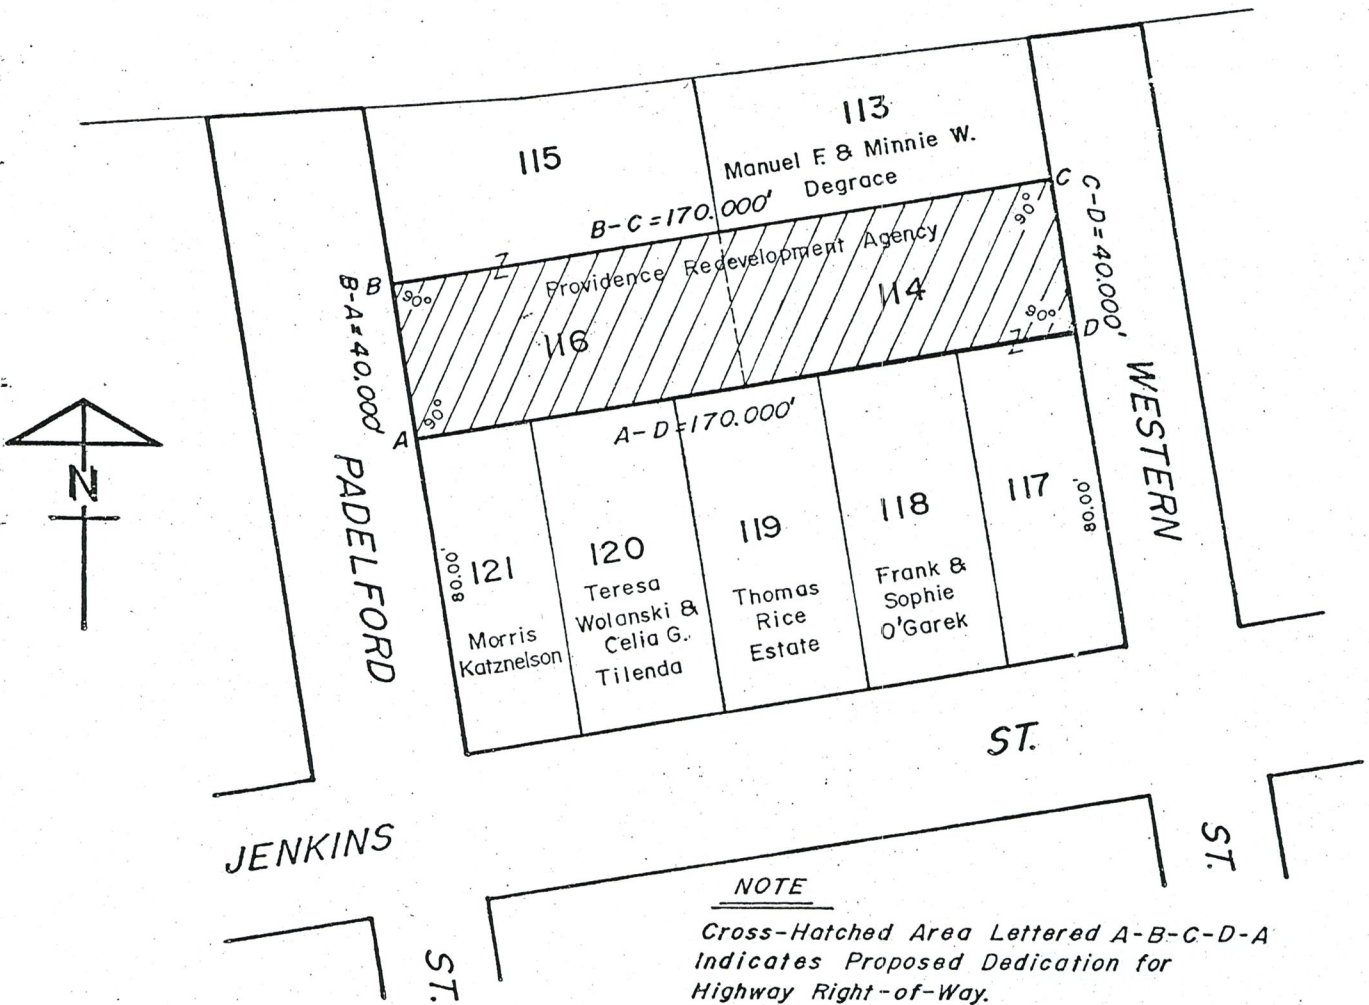 115
113
Manuel F. & Minnie W.
Degrace
B-C=170.000'
C
C-D=40.000'
90°
Z
Providence Redevelopment Agency
B
90°
114
B-A=40.000'
116
90°
D
Z
90°
A
A-D=170.000'
WESTERN
N
PADELFORD
80.00'
121
Morris
Katznelson
120
Teresa
Wolanski &
Celia G.
Tilenda
119
Thomas
Rice
Estate
118
Frank &
Sophie
O'Garek
117
80.00'
ST.
JENKINS
ST.
ST.
NOTE
Cross-Hatched Area Lettered A-B-C-D-A
Indicates Proposed Dedication for
Highway Right-of-Way.